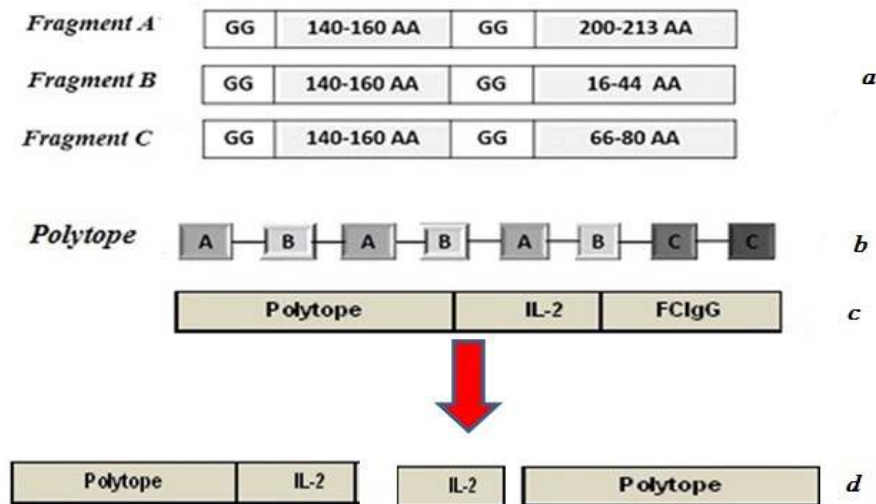 Fragment A GG 140-160 AA GG 200-213 AA
Fragment B GG 140-160 AA GG 16-44 AA a
Fragment C GG 140-160 AA GG 66-80 AA
Polytope A B A B A B C C b
Polytope IL-2 FCIgG c
Polytope IL-2 IL-2 Polytope d